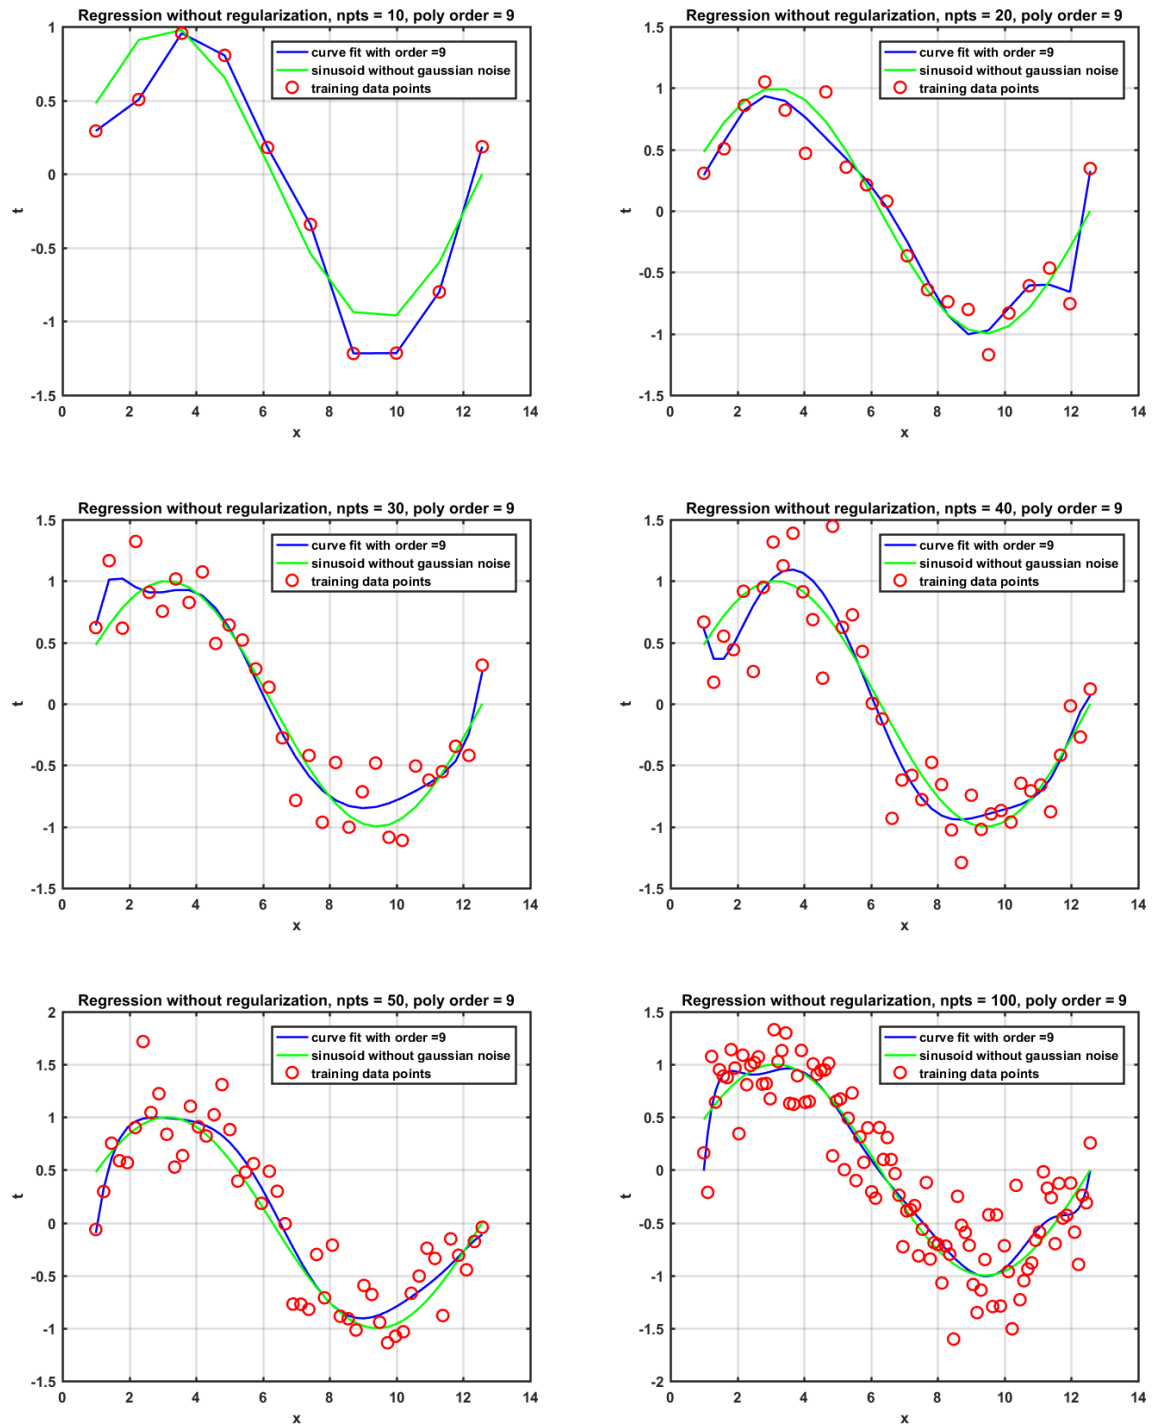 Regression without regularization, npts = 10, poly order = 9
1
0.5
0
-0.5
-1
-1.5
t
0 2 4 6 8 10 12 14
x
curve fit with order =9
sinusoid without gaussian noise
training data points
Regression without regularization, npts = 20, poly order = 9
1.5
1
0.5
0
-0.5
-1
-1.5
t
0 2 4 6 8 10 12 14
x
curve fit with order =9
sinusoid without gaussian noise
training data points
Regression without regularization, npts = 30, poly order = 9
1.5
1
0.5
0
-0.5
-1
-1.5
t
0 2 4 6 8 10 12 14
x
curve fit with order =9
sinusoid without gaussian noise
training data points
Regression without regularization, npts = 40, poly order = 9
1.5
1
0.5
0
-0.5
-1
-1.5
t
0 2 4 6 8 10 12 14
x
curve fit with order =9
sinusoid without gaussian noise
training data points
Regression without regularization, npts = 50, poly order = 9
2
1.5
1
0.5
0
-0.5
-1
-1.5
t
0 2 4 6 8 10 12 14
x
curve fit with order =9
sinusoid without gaussian noise
training data points
Regression without regularization, npts = 100, poly order = 9
1.5
1
0.5
0
-0.5
-1
-1.5
-2
t
0 2 4 6 8 10 12 14
x
curve fit with order =9
sinusoid without gaussian noise
training data points